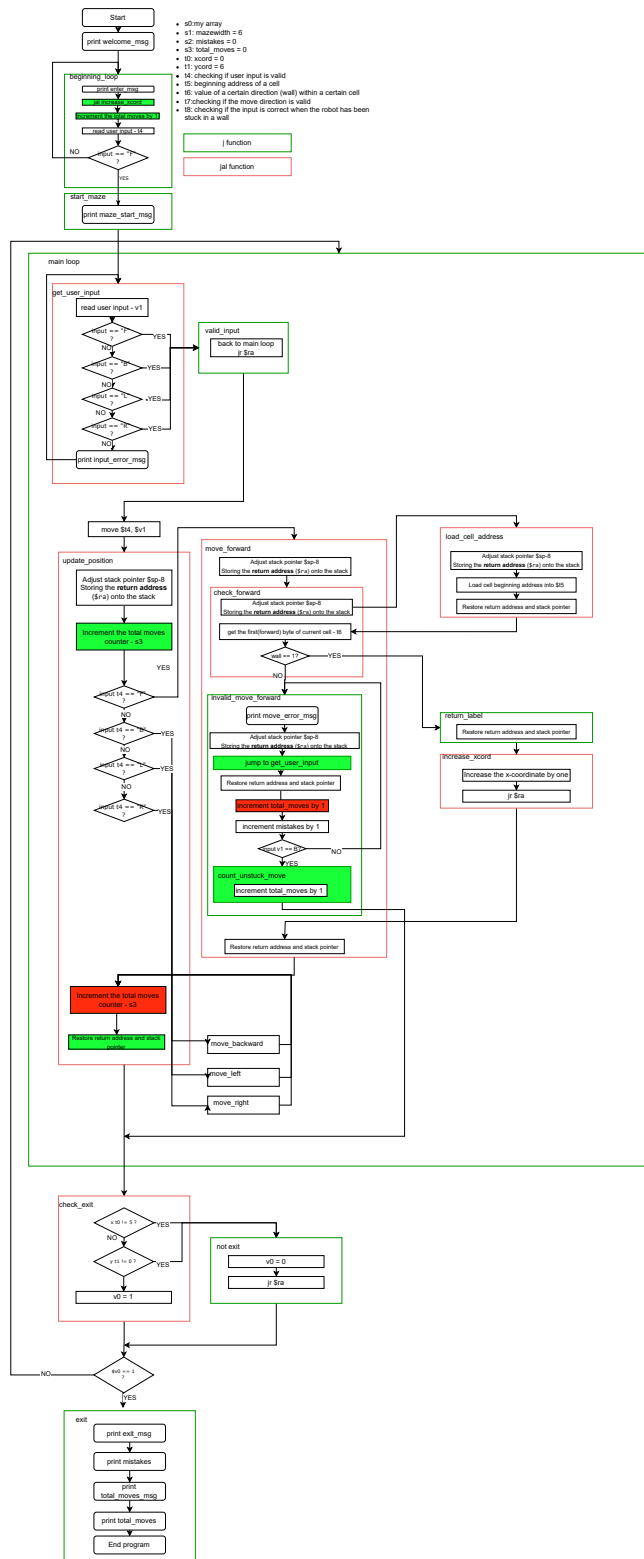 Start
print welcome_msg
s0:my array
s1: mazewidth = 6
s2: mistakes = 0
s3: total_moves = 0
t0: xcord = 0
t1: ycord = 6
t4: checking if user input is valid
t5: beginning address of a cell
t6: value of a certain direction (wall) within a certain cell
t7:checking if the move direction is valid
t8: checking if the input is correct when the robot has been
stuck in a wall
j function
jal function
beginning_loop
print enter_msg
jal increase_xcord
increment the total moves by 1
read user input - t4
input == "F"
?
NO
YES
start_maze
print maze_start_msg
main loop
get_user_input
read user input - v1
input == "F"
?
YES
NO
input == "B"
?
YES
NO
input == "L"
?
YES
NO
input == "R"
?
YES
NO
print input_error_msg
valid_input
back to main loop
jr $ra
move $t4, $v1
update_position
Adjust stack pointer $sp-8
Storing the return address
($ra) onto the stack
Increment the total moves
counter - s3
YES
input t4 == "F"
?
NO
input t4 == "B"
?
YES
NO
input t4 == "L"
?
YES
NO
input t4 == "R"
?
YES
Increment the total moves
counter - s3
Restore return address and stack
pointer
move_forward
Adjust stack pointer $sp-8
Storing the return address ($ra) onto the stack
check_forward
Adjust stack pointer $sp-8
Storing the return address ($ra) onto the stack
get the first(forward) byte of current cell - t6
wall == 1?
YES
NO
invalid_move_forward
print move_error_msg
Adjust stack pointer $sp-8
Storing the return address ($ra) onto the stack
jump to get_user_input
Restore return address and stack pointer
increment total_moves by 1
increment mistakes by 1
input v1 == B?
NO
YES
count_unstuck_move
increment total_moves by 1
Restore return address and stack pointer
load_cell_address
Adjust stack pointer $sp-8
Storing the return address ($ra) onto the stack
Load cell beginning address into $t5
Restore return address and stack pointer
return_label
Restore return address and stack pointer
increase_xcord
Increase the x-coordinate by one
jr $ra
move_backward
move_left
move_right
check_exit
x t0 != 5 ?
YES
NO
y t1 != 0 ?
YES
v0 = 1
not exit
v0 = 0
jr $ra
$v0 == 1
?
NO
YES
exit
print exit_msg
print mistakes
print
total_moves_msg
print total_moves
End program